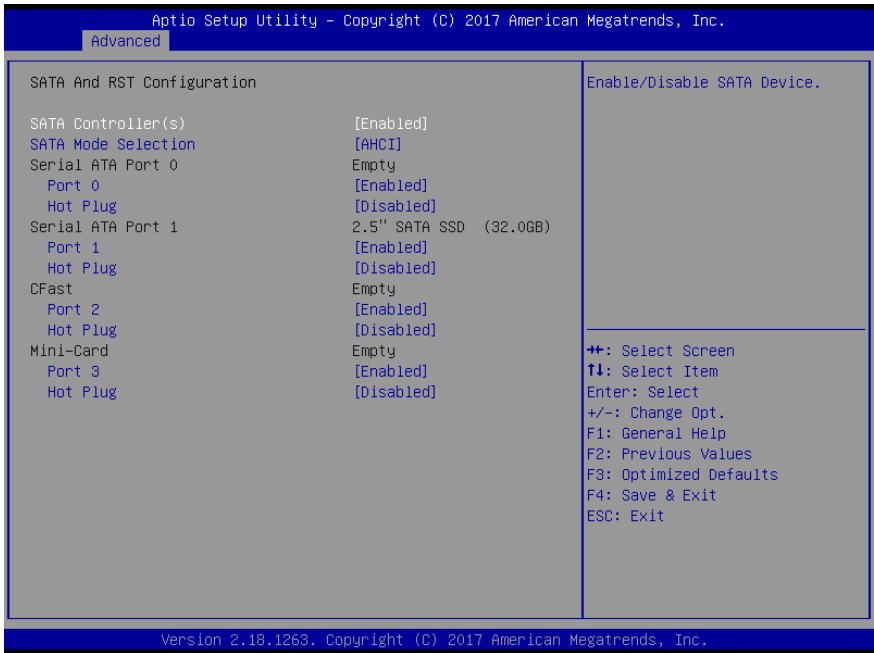 Aptio Setup Utility – Copyright (C) 2017 American Megatrends, Inc.
Advanced
SATA And RST Configuration
SATA Controller(s) [Enabled]
SATA Mode Selection [AHCI]
Serial ATA Port 0 Empty
Port 0 [Enabled]
Hot Plug [Disabled]
Serial ATA Port 1 2.5" SATA SSD (32.0GB)
Port 1 [Enabled]
Hot Plug [Disabled]
CFast Empty
Port 2 [Enabled]
Hot Plug [Disabled]
Mini-Card Empty
Port 3 [Enabled]
Hot Plug [Disabled]
Enable/Disable SATA Device.
→←: Select Screen
↑↓: Select Item
Enter: Select
+/-: Change Opt.
F1: General Help
F2: Previous Values
F3: Optimized Defaults
F4: Save & Exit
ESC: Exit
Version 2.18.1263. Copyright (C) 2017 American Megatrends, Inc.